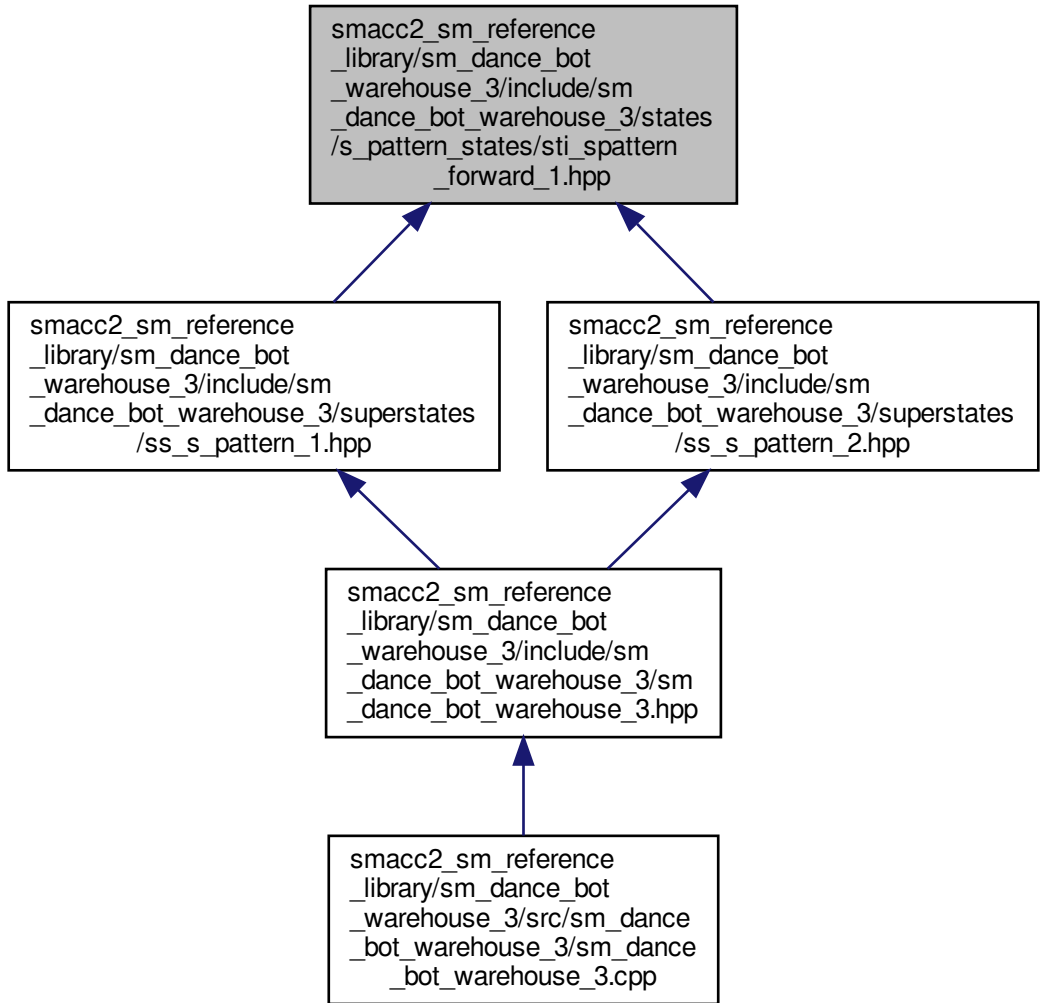 smacc2_sm_reference
_library/sm_dance_bot
_warehouse_3/include/sm
_dance_bot_warehouse_3/states
/s_pattern_states/sti_spattern
_forward_1.hpp
smacc2_sm_reference
_library/sm_dance_bot
_warehouse_3/include/sm
_dance_bot_warehouse_3/superstates
/ss_s_pattern_1.hpp
smacc2_sm_reference
_library/sm_dance_bot
_warehouse_3/include/sm
_dance_bot_warehouse_3/superstates
/ss_s_pattern_2.hpp
smacc2_sm_reference
_library/sm_dance_bot
_warehouse_3/include/sm
_dance_bot_warehouse_3/sm
_dance_bot_warehouse_3.hpp
smacc2_sm_reference
_library/sm_dance_bot
_warehouse_3/src/sm_dance
_bot_warehouse_3/sm_dance
_bot_warehouse_3.cpp